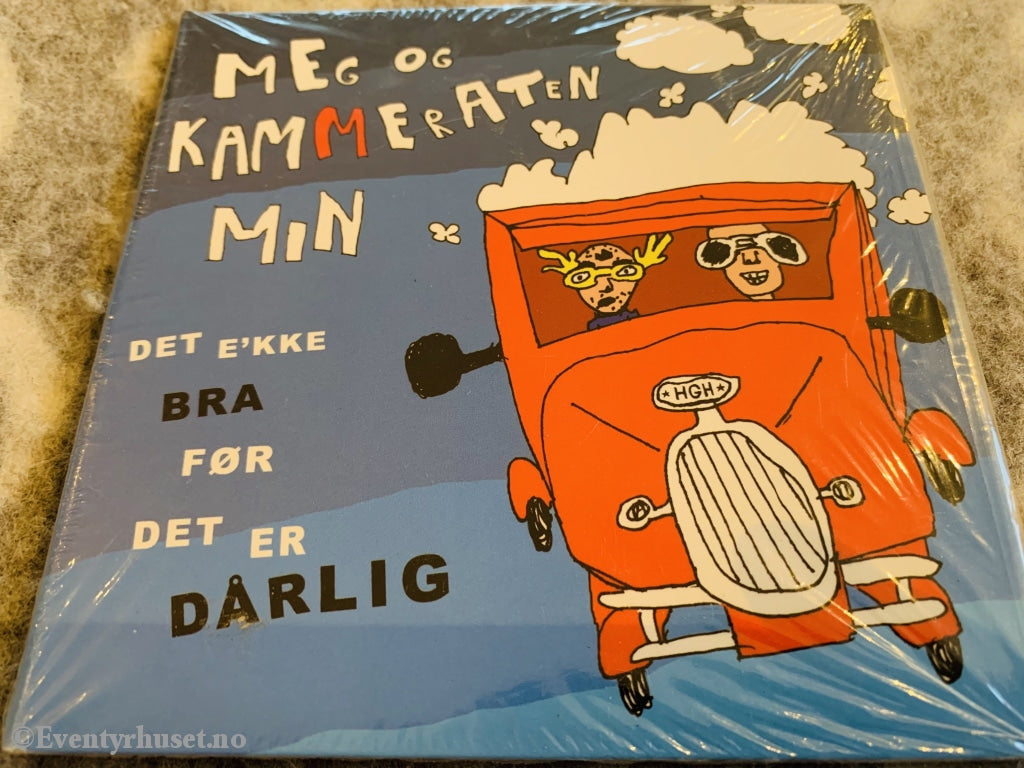 MEG OG
KAMMERATEN
MIN
DET E'KKE
BRA
FØR
DET ER
DÅRLIG
★HGH★
©Eventyrhuset.no